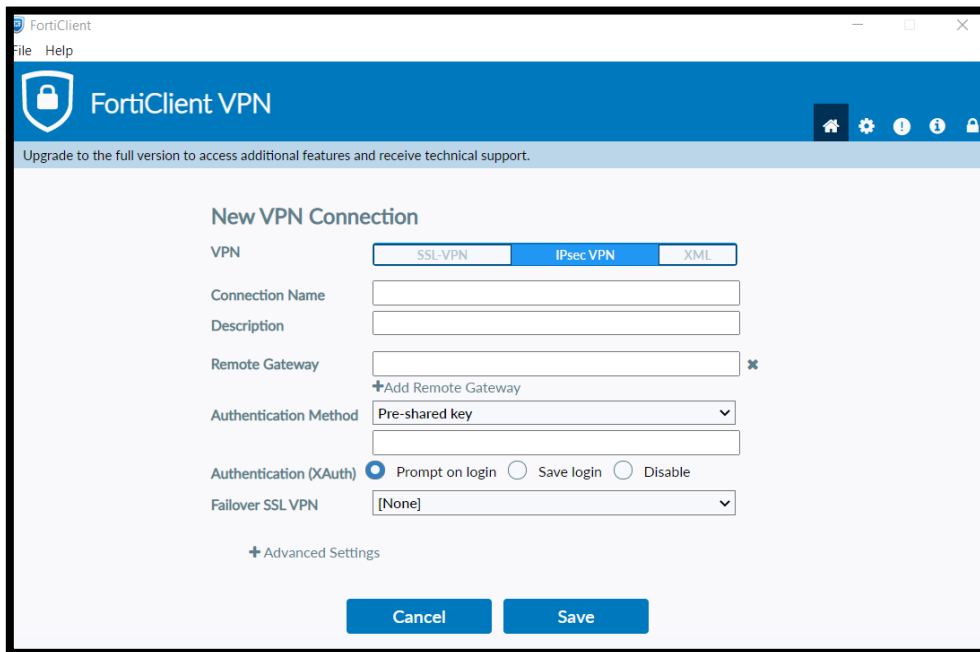 FortiClient
File Help
FortiClient VPN
Upgrade to the full version to access additional features and receive technical support.
New VPN Connection
VPN SSL-VPN IPsec VPN XML
Connection Name
Description
Remote Gateway
Add Remote Gateway
Authentication Method Pre-shared key
Authentication (XAuth) Prompt on login Save login Disable
Failover SSL VPN [None]
Advanced Settings
Cancel Save